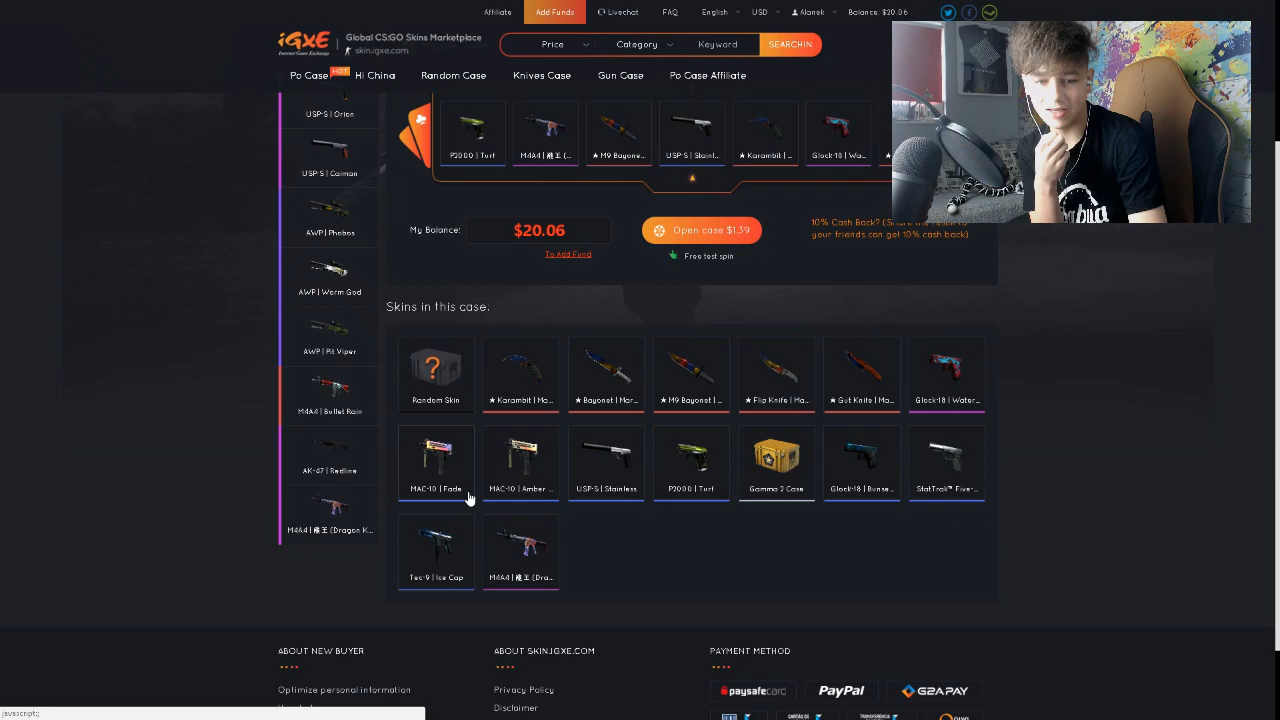 Affiliate Add Funds Livechat FAQ English USD Alanek Balance: $20.06
iGXE Global CS:GO Skins Marketplace
Internet Game Exchange skin.igxe.com
Price Category Keyword SEARCHIN
Po Case HOT Hi China Random Case Knives Case Gun Case Po Case Affiliate
USP-S | Orion
USP-S | Caiman
AWP | Phobos
AWP | Worm God
AWP | Pit Viper
M4A4 | Bullet Rain
AK-47 | Redline
M4A4 | 龍王 (Dragon K...
P2000 | Turf M4A4 | 龍王 (... ★ M9 Bayone... USP-S | Stainl... ★ Karambit | ... Glock-18 | Wa...
My Balance: $20.06 Open case $1.39
To Add Fund Free test spin
your friends can get 10% cash back)
Skins in this case:
Random Skin ★ Karambit | Ma... ★ Bayonet | Mar... ★ M9 Bayonet | ... ★ Flip Knife | Ma... ★ Gut Knife | Ma... Glock-18 | Water...
MAC-10 | Fade MAC-10 | Amber ... USP-S | Stainless P2000 | Turf Gamma 2 Case Glock-18 | Bunse... StatTrak™ Five-...
Tec-9 | Ice Cap M4A4 | 龍王 (Dra...
ABOUT NEW BUYER ABOUT SKIN.IGXE.COM PAYMENT METHOD
Optimize personal information Privacy Policy paysafecard PayPal G2APAY
Disclaimer
javascript:;